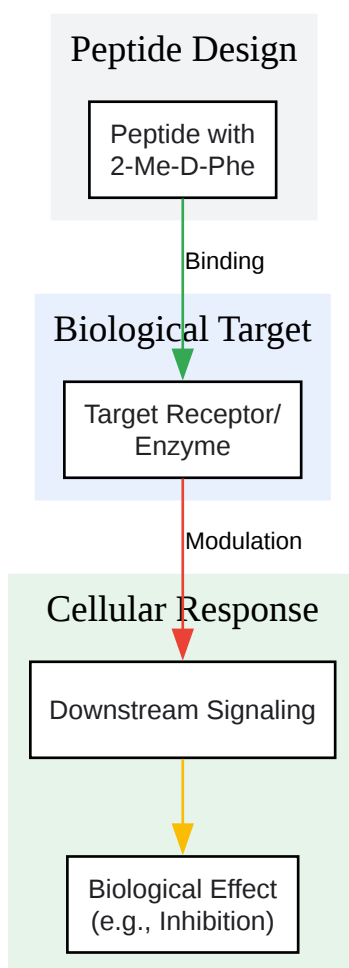 Peptide Design
Peptide with
2-Me-D-Phe
Binding
Biological Target
Target Receptor/
Enzyme
Modulation
Cellular Response
Downstream Signaling
Biological Effect
(e.g., Inhibition)